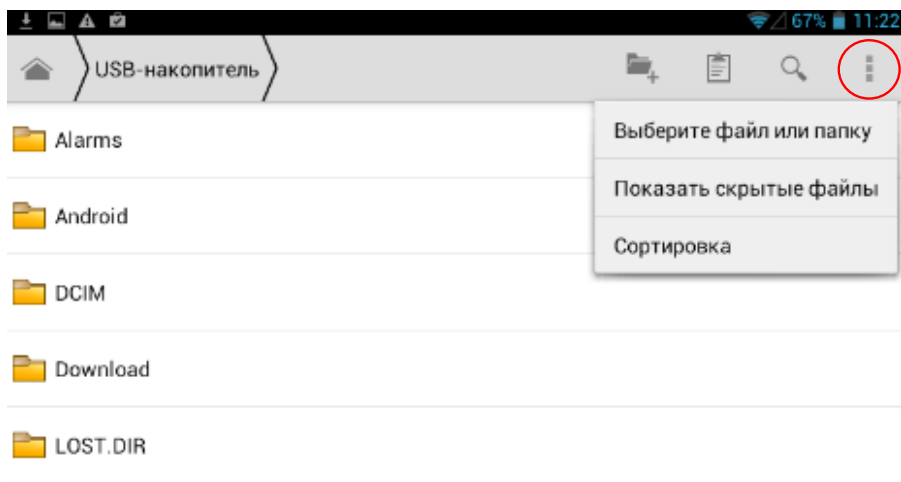 67% 11:22
USB-накопитель
Alarms
Выберите файл или папку
Показать скрытые файлы
Android
Сортировка
DCIM
Download
LOST.DIR